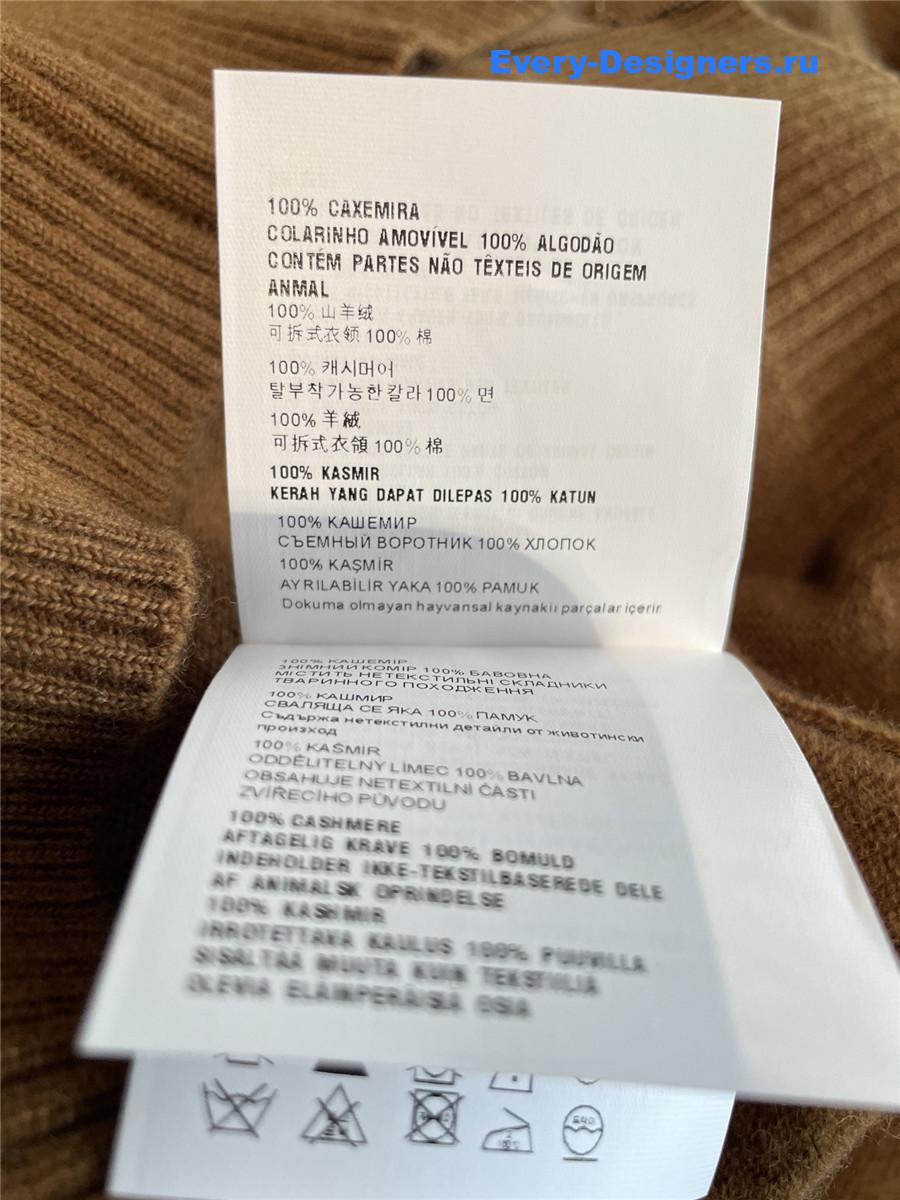 Every-Designers.ru
100% CAXEMIRA
COLARINHO AMOVÍVEL 100% ALGODÃO
CONTÉM PARTES NÃO TÊXTEIS DE ORIGEM
ANMAL
100% 山羊绒
可拆式衣领 100% 棉
100% 캐시머어
탈부착가능한칼라100% 면
100% 羊絨
可拆式衣領 100% 棉
100% KASMIR
KERAH YANG DAPAT DILEPAS 100% KATUN
100% КАШЕМИР
СЪЕМНЫЙ ВОРОТНИК 100% ХЛОПОК
100% KAŞMİR
AYRILABİLİR YAKA 100% PAMUK
Dokuma olmayan hayvansal kaynaklı parçalar içerir
100% КАШЕМІР
ЗНІМНИЙ КОМІР 100% БАВОВНА
МІСТИТЬ НЕТЕКСТИЛЬНІ СКЛАДНИКИ
ТВАРИННОГО ПОХОДЖЕННЯ
100% КАШМИР
СВАЛЯЩА СЕ ЯКА 100% ПАМУК
Съдържа нетекстилни детайли от животински
произход
100% KAŠMÍR
ODDĚLITELNÝ LÍMEC 100% BAVLNA
OBSAHUJE NETEXTILNÍ ČÁSTI
ZVÍŘECÍHO PŮVODU
100% CASHMERE
AFTAGELIG KRAVE 100% BOMULD
INDEHOLDER IKKE-TEKSTILBASEREDE DELE
AF ANIMALSK OPRINDELSE
100% KASHMIR
IRROTETTAVA KAULUS 100% PUUVILLA
SISÄLTÄÄ MUUTA KUIN TEKSTIILIÄ
OLEVIA ELÄINPERÄISIÄ OSIA